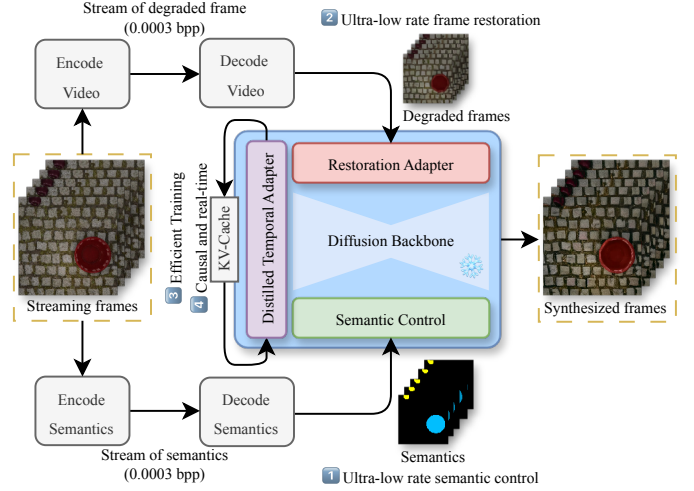 Stream of degraded frame
(0.0003 bpp)
2 Ultra-low rate frame restoration
Encode
Video
Decode
Video
Degraded frames
Restoration Adapter
3 Efficient Training
4 Causal and real-time
KV-Cache
Distilled Temporal Adapter
Diffusion Backbone
Streaming frames
Synthesized frames
Semantic Control
Encode
Semantics
Decode
Semantics
Semantics
Stream of semantics
(0.0003 bpp)
1 Ultra-low rate semantic control